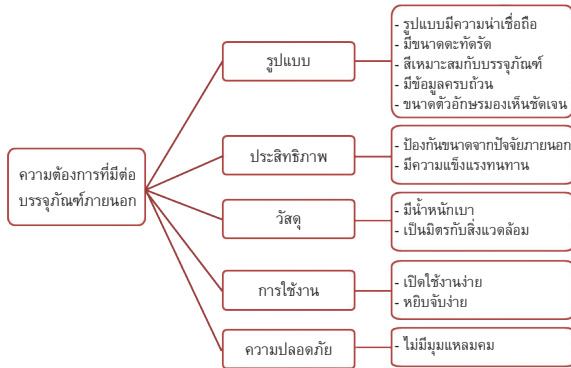 ความต้องการที่มีต่อ
บรรจุภัณฑ์ภายนอก
รูปแบบ
- รูปแบบมีความน่าเชื่อถือ
- มีขนาดตะทัดรัด
- สีเหมาะสมกับบรรจุภัณฑ์
- มีข้อมูลครบถ้วน
- ขนาดตัวอักษรมองเห็นชัดเจน
ประสิทธิภาพ
- ป้องกันขนาดจากปัจจัยภายนอก
- มีความแข็งแรงทนทาน
วัสดุ
- มีน้ำหนักเบา
- เป็นมิตรกับสิ่งแวดล้อม
การใช้งาน
- เปิดใช้งานง่าย
- หยิบจับง่าย
ความปลอดภัย
- ไม่มีมุมแหลมคม